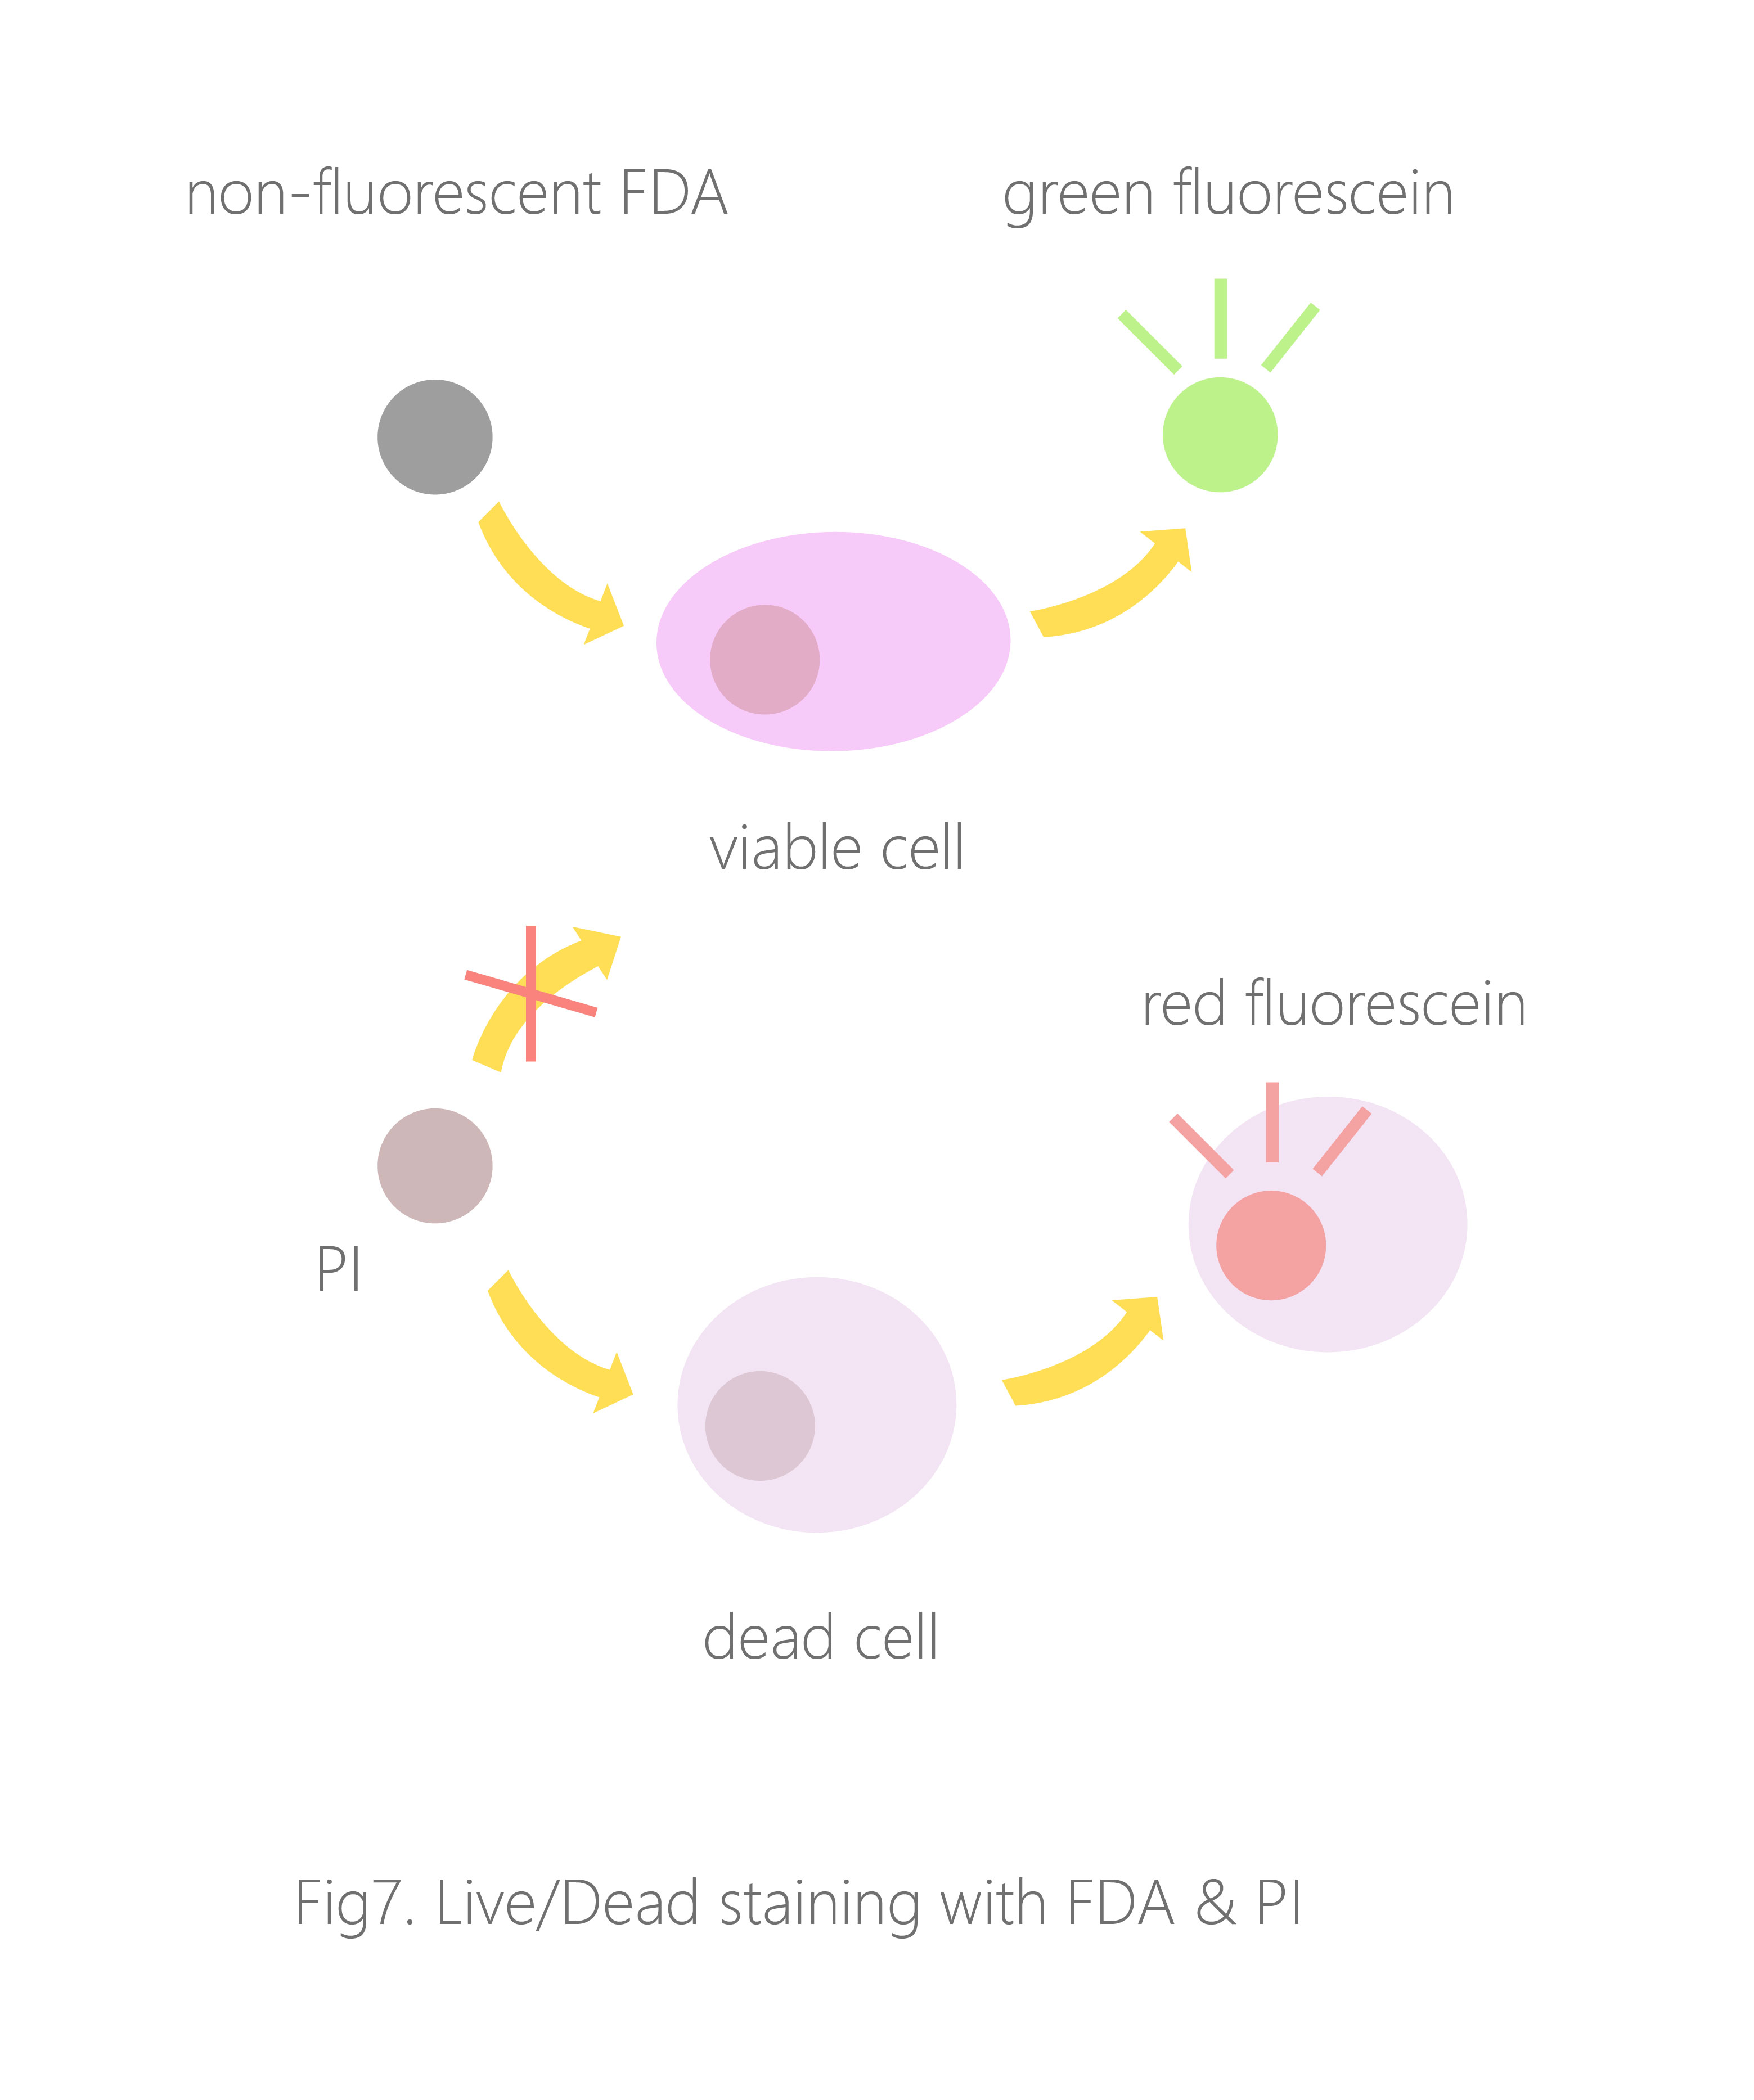 non-fluorescent FDA
green fluorescein
viable cell
red fluorescein
PI
dead cell
Fig7. Live/Dead staining with FDA & PI